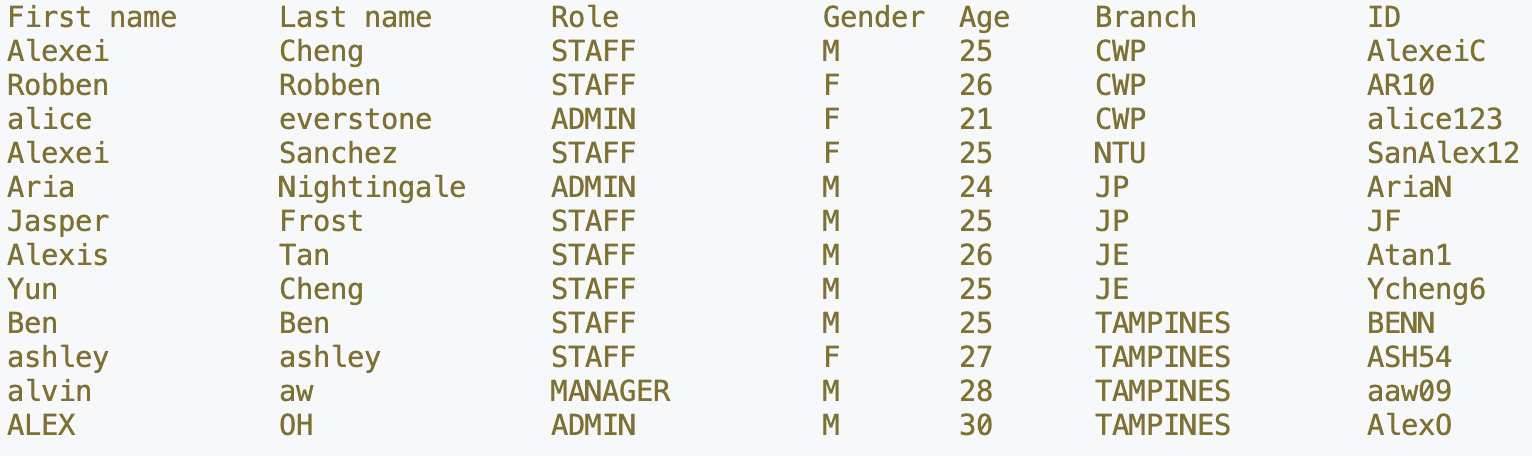 First name Last name Role Gender Age Branch ID
Alexei Cheng STAFF M 25 CWP AlexeiC
Robben Robben STAFF F 26 CWP AR10
alice everstone ADMIN F 21 CWP alice123
Alexei Sanchez STAFF F 25 NTU SanAlex12
Aria Nightingale ADMIN M 24 JP AriaN
Jasper Frost STAFF M 25 JP JF
Alexis Tan STAFF M 26 JE Atan1
Yun Cheng STAFF M 25 JE Ycheng6
Ben Ben STAFF M 25 TAMPINES BENN
ashley ashley STAFF F 27 TAMPINES ASH54
alvin aw MANAGER M 28 TAMPINES aaw09
ALEX OH ADMIN M 30 TAMPINES AlexO